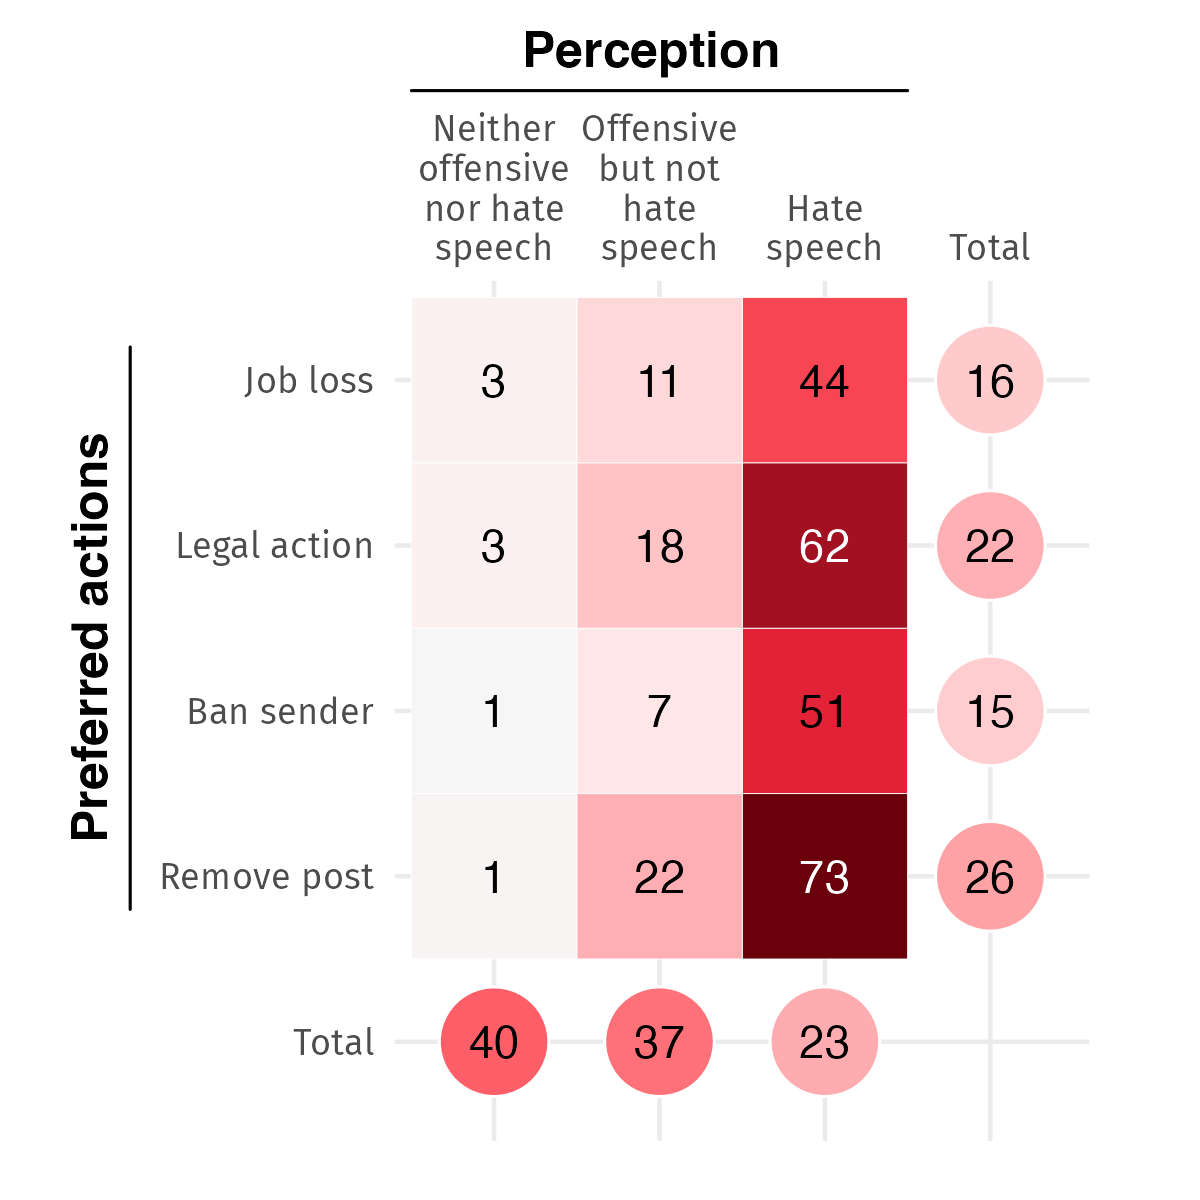 Perception
Neither
offensive
nor hate
speech
Offensive
but not
hate
speech
Hate
speech
Total
Preferred actions
Job loss 3 11 44 16
Legal action 3 18 62 22
Ban sender 1 7 51 15
Remove post 1 22 73 26
Total 40 37 23